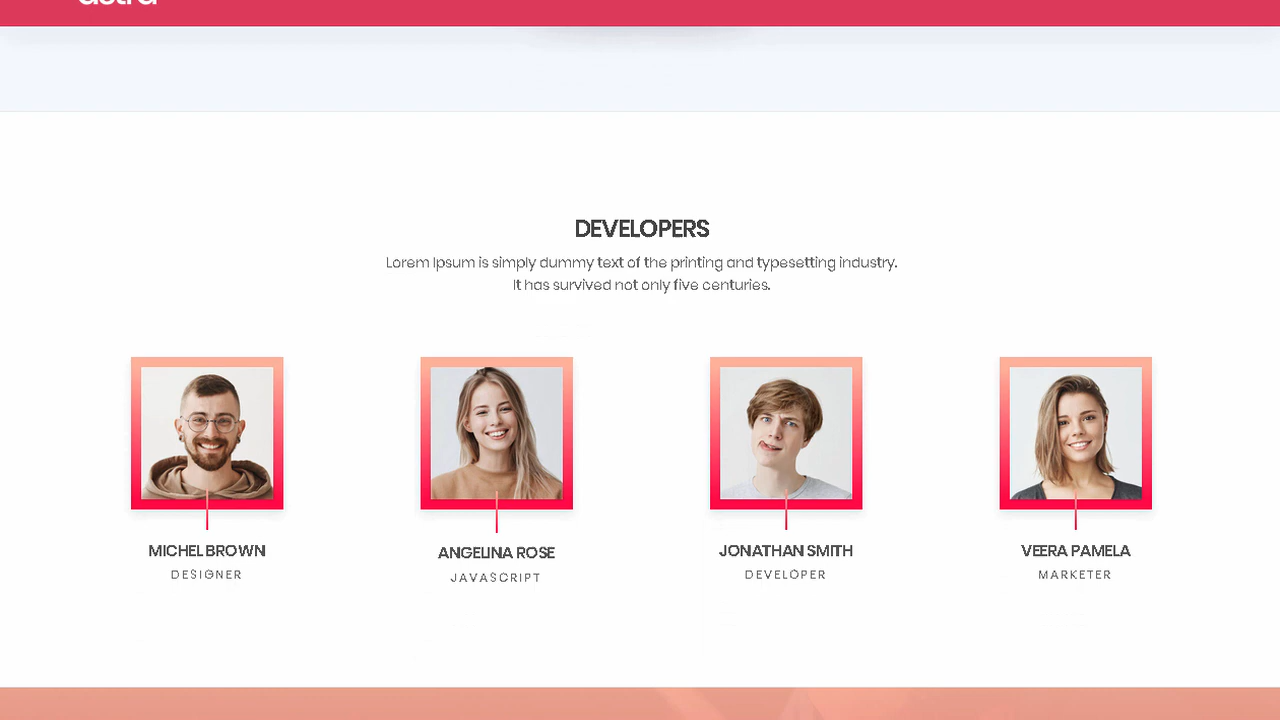 DEVELOPERS
Lorem Ipsum is simply dummy text of the printing and typesetting industry.
It has survived not only five centuries.
MICHEL BROWN
ANGELINA ROSE
JONATHAN SMITH
VEERA PAMELA
DESIGNER
JAVASCRIPT
DEVELOPER
MARKETER